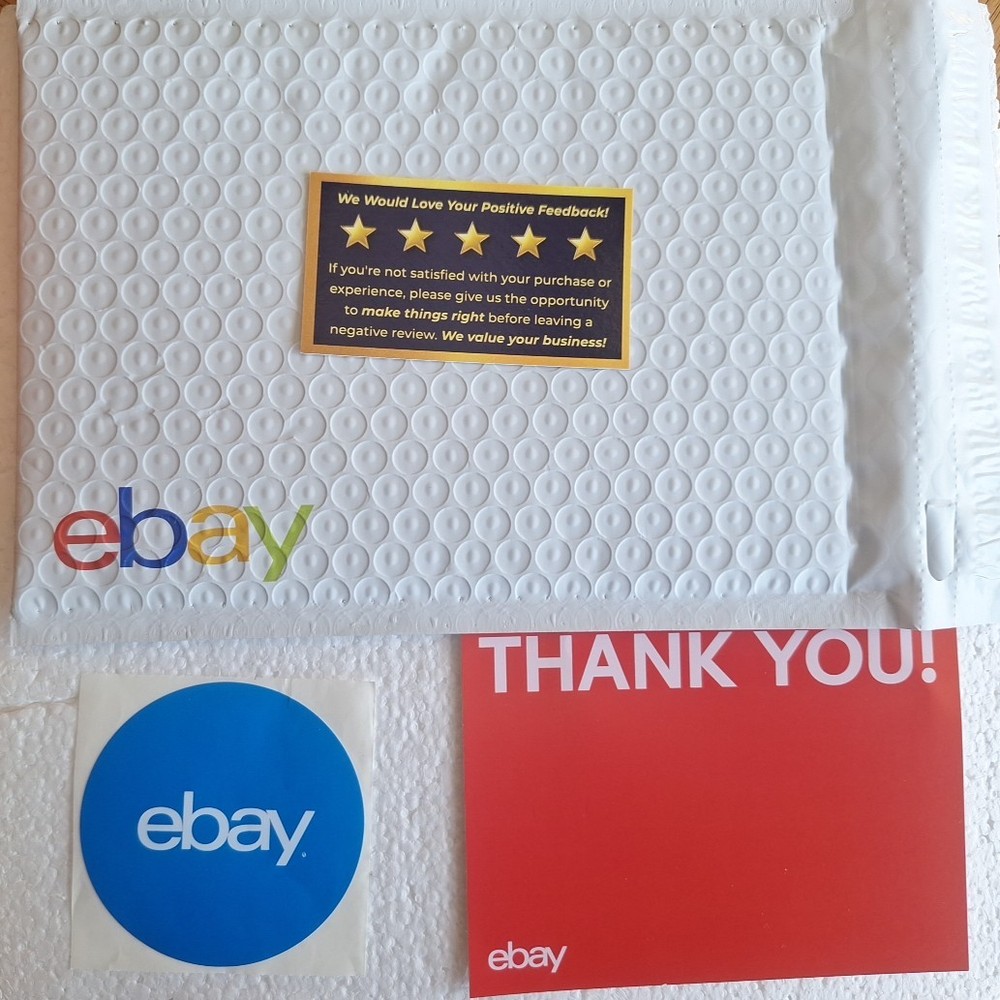 We Would Love Your Positive Feedback!
If you're not satisfied with your purchase or
experience, please give us the opportunity
to make things right before leaving a
negative review. We value your business!
ebay
THANK YOU!
ebay
ebay